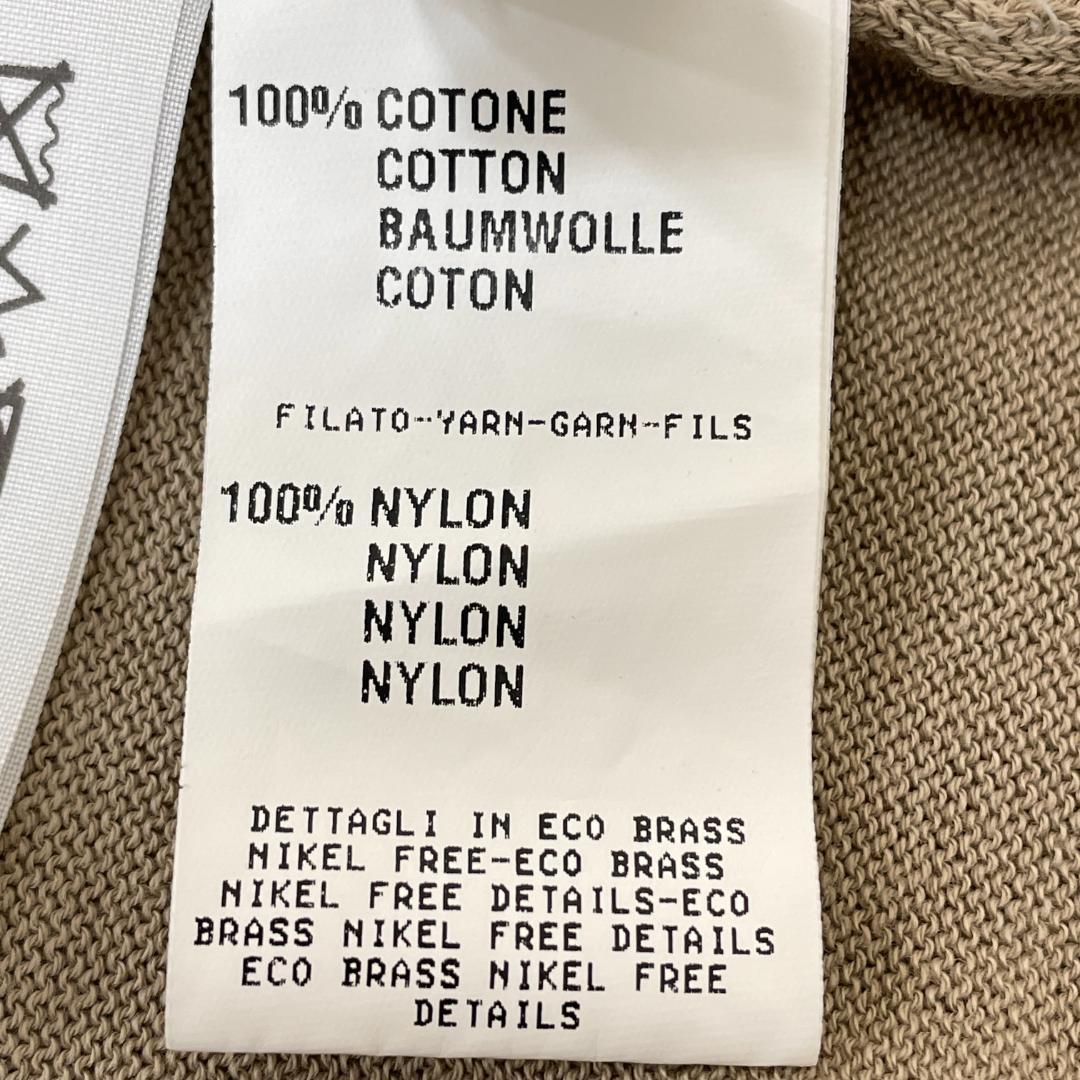 100% COTONE
COTTON
BAUMWOLLE
COTON
FILATO-YARN-GARN-FILS
100% NYLON
NYLON
NYLON
NYLON
DETTAGLI IN ECO BRASS
NIKEL FREE-ECO BRASS
NIKEL FREE DETAILS-ECO
BRASS NIKEL FREE DETAILS
ECO BRASS NIKEL FREE
DETAILS